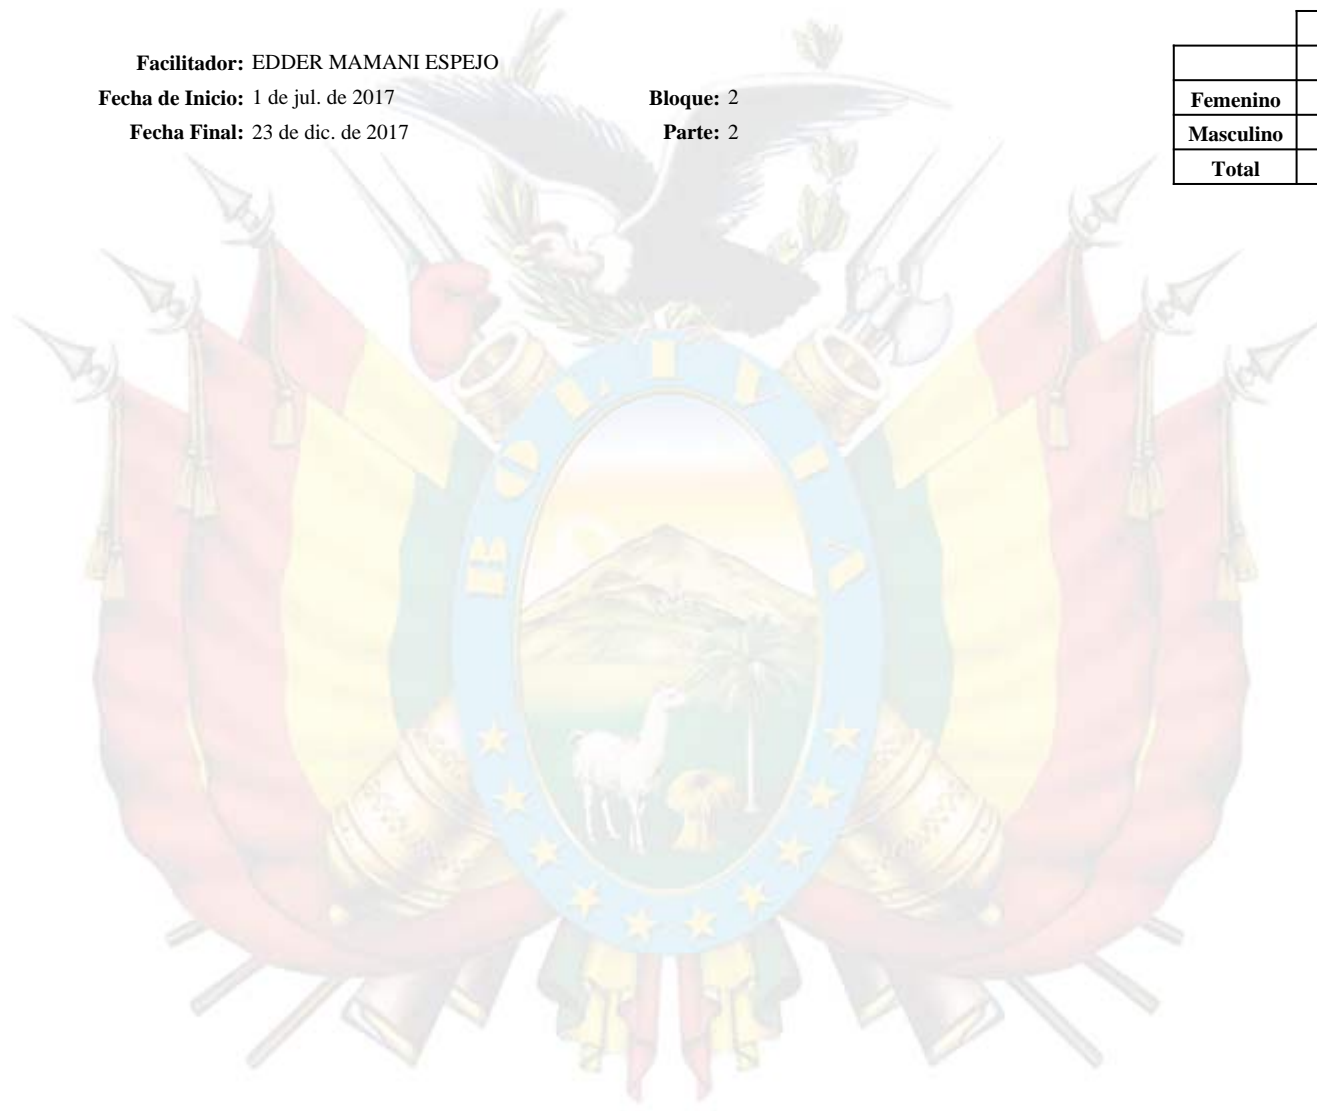 Facilitador: EDDER MAMANI ESPEJO
Fecha de Inicio: 1 de jul. de 2017 Bloque: 2
Fecha Final: 23 de dic. de 2017 Parte: 2
Femenino
Masculino
Total
BOLIVIA